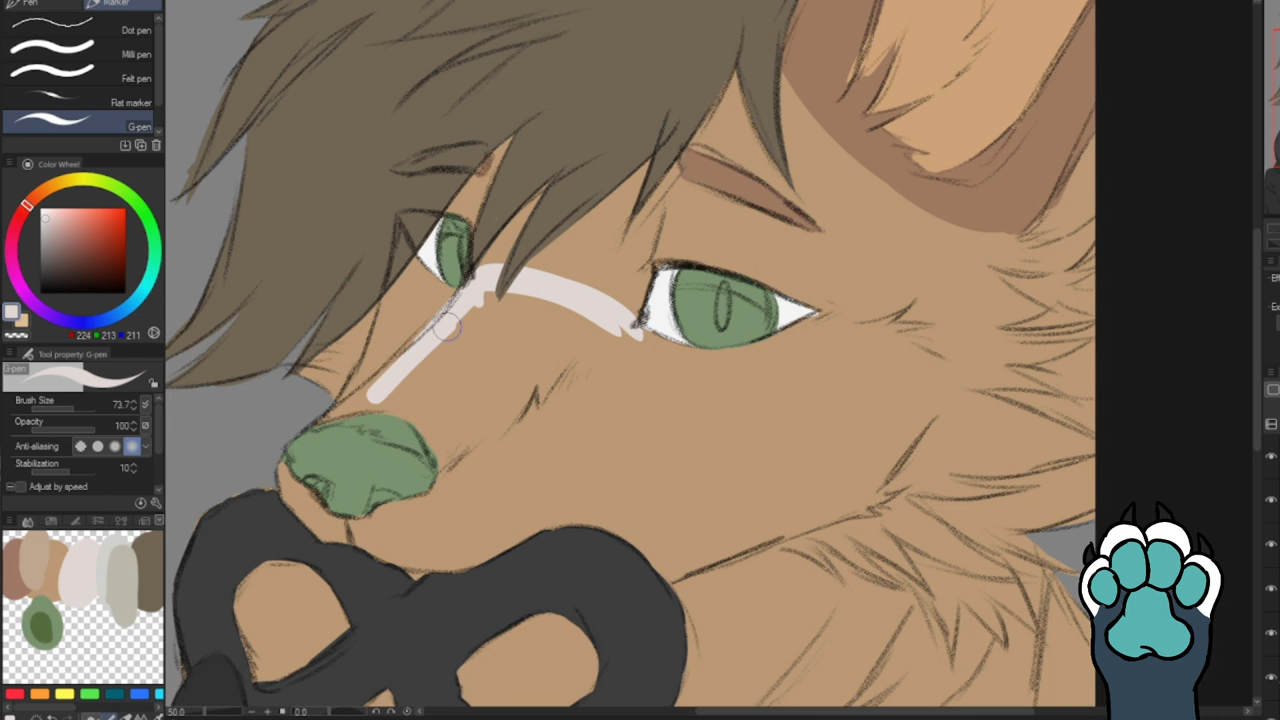 Pen Marker
Dot pen
Milli pen
Felt pen
Flat marker
G-pen
Color Wheel
224 213 211
Tool property: G-pen
G-pen
Brush Size 73.7
Opacity 100
Anti-aliasing
Stabilization 10
Adjust by speed
50.0 0.0